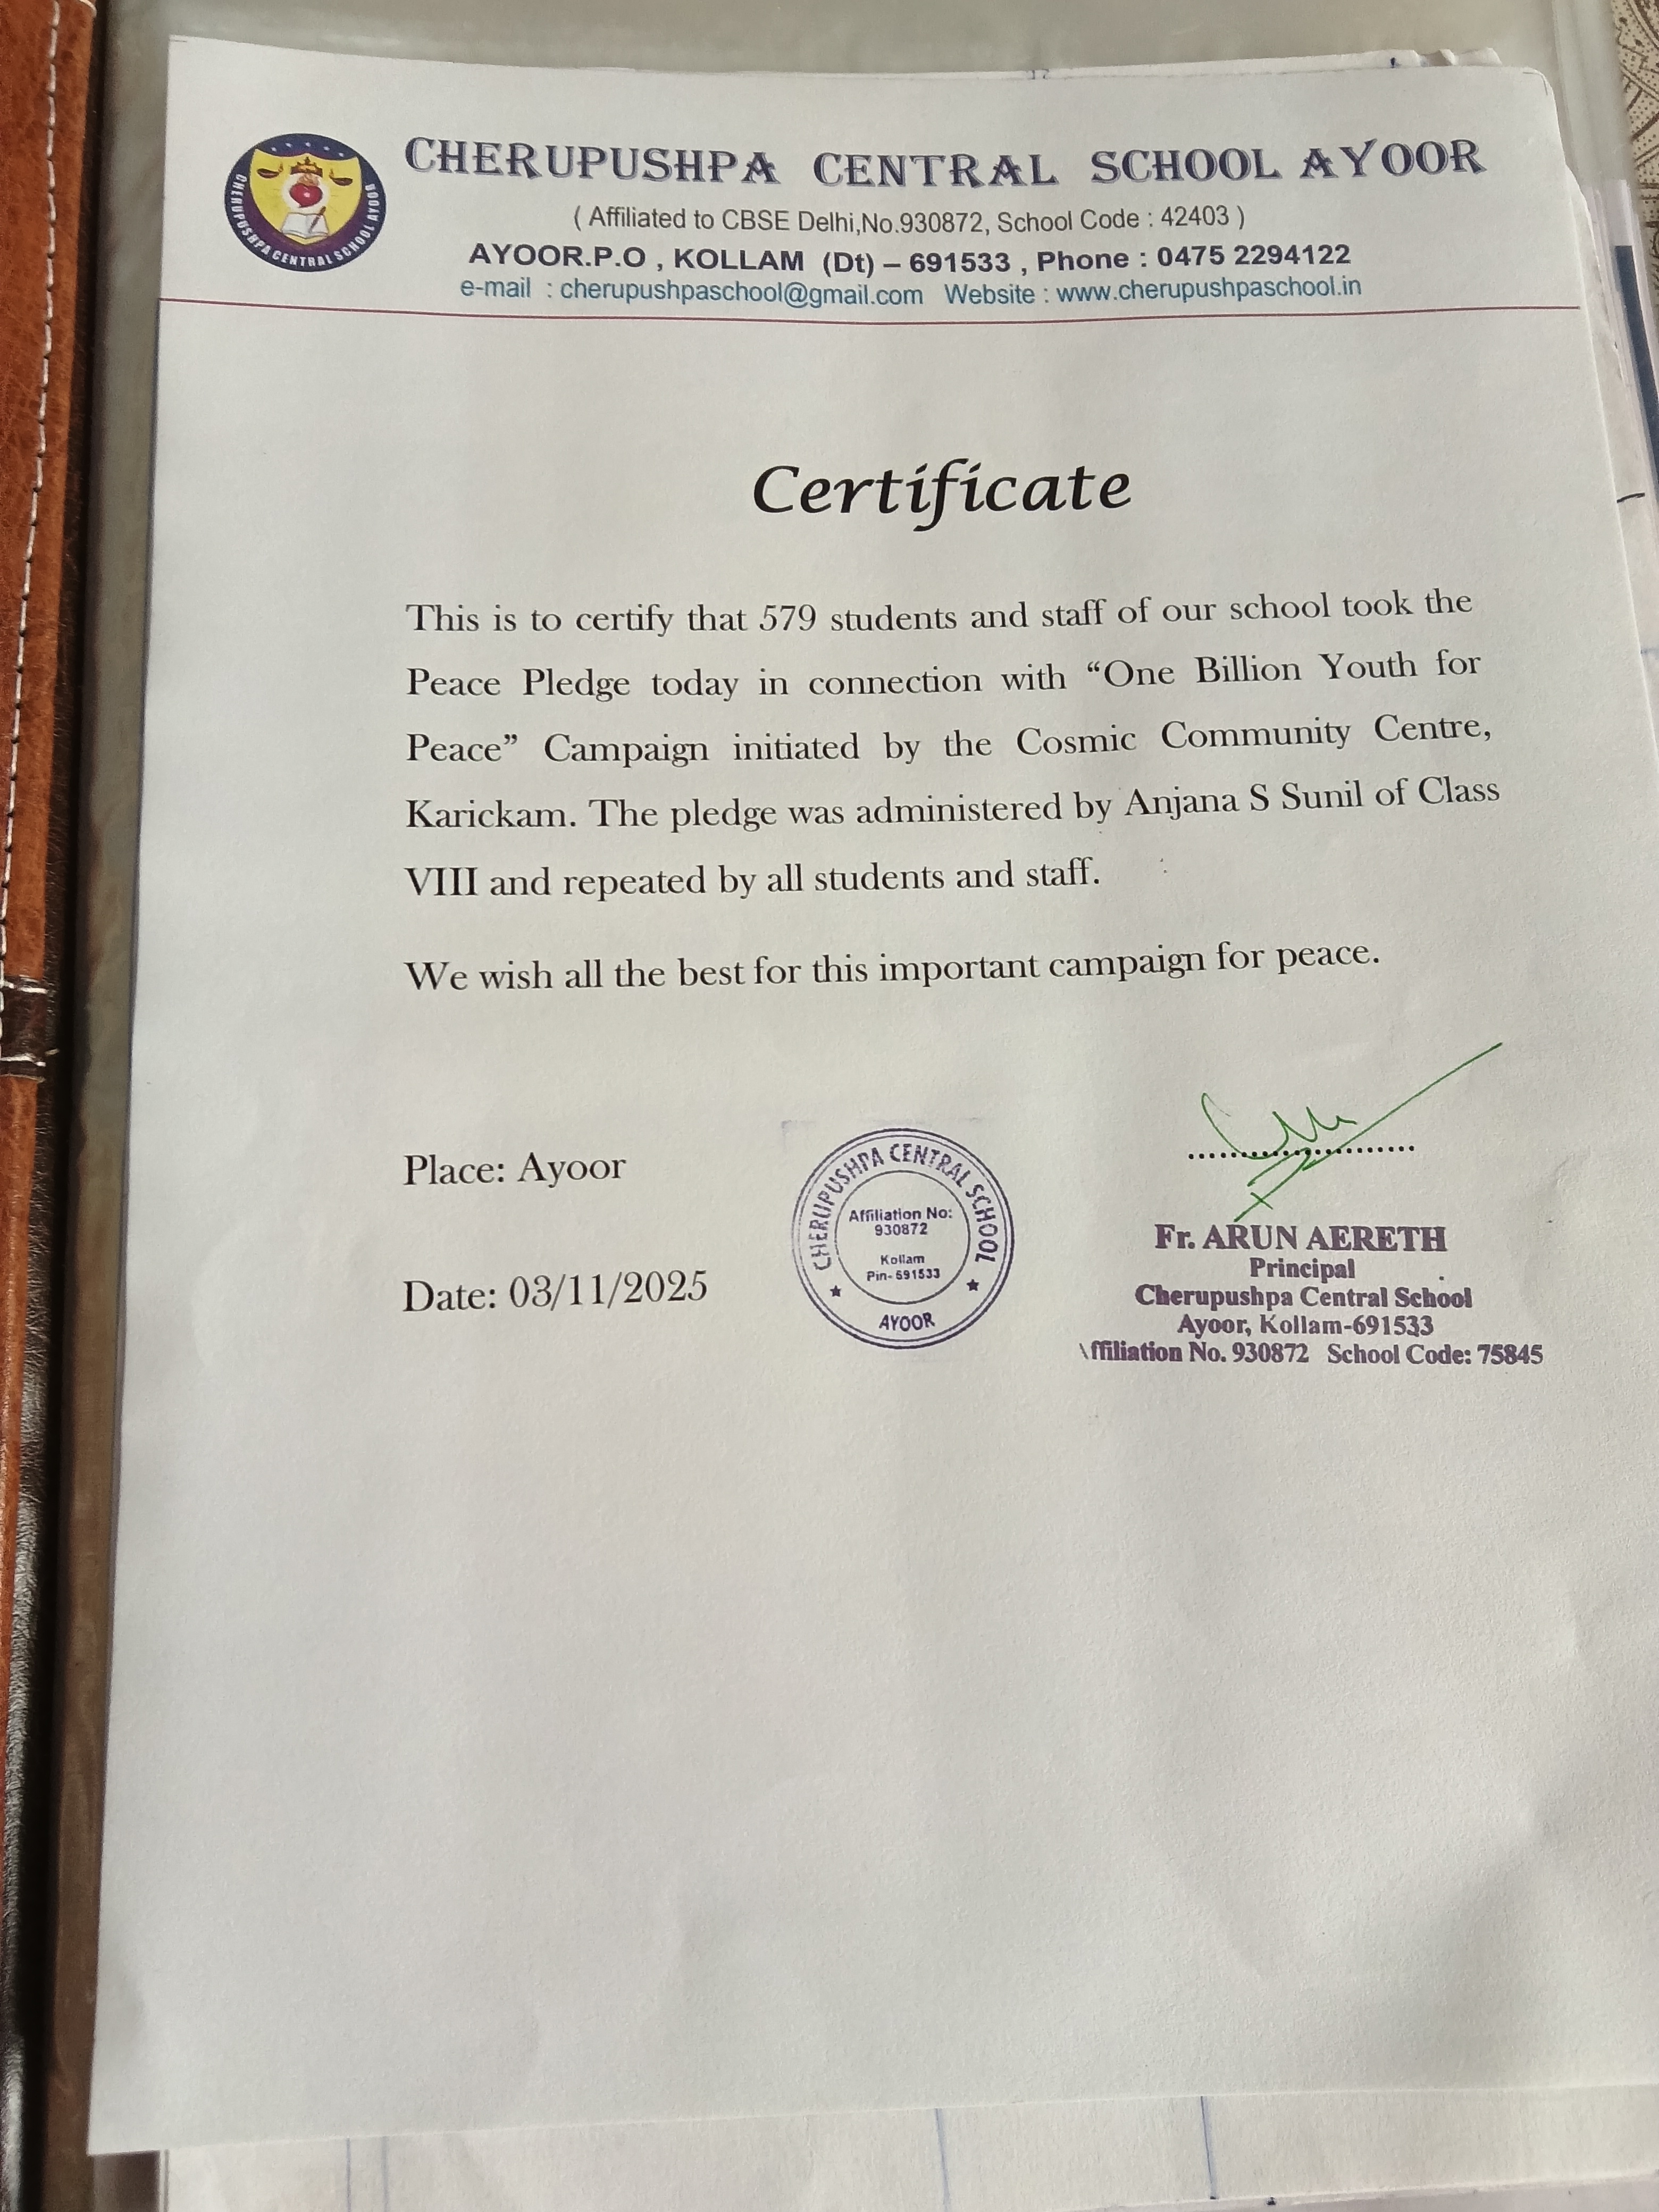 CHERUPUSHPA CENTRAL SCHOOL AYOOR
CHERUPUSHPA CENTRAL SCHOOL AYOOR
( Affiliated to CBSE Delhi,No.930872, School Code : 42403 )
AYOOR.P.O , KOLLAM (Dt) – 691533 , Phone : 0475 2294122
e-mail : cherupushpaschool@gmail.com Website : www.cherupushpaschool.in
Certificate
This is to certify that 579 students and staff of our school took the
Peace Pledge today in connection with “One Billion Youth for
Peace” Campaign initiated by the Cosmic Community Centre,
Karickam. The pledge was administered by Anjana S Sunil of Class
VIII and repeated by all students and staff.
We wish all the best for this important campaign for peace.
Place: Ayoor
Date: 03/11/2025
CHERUPUSHPA CENTRAL SCHOOL
Affiliation No:
930872
Kollam
Pin- 691533
AYOOR
Fr. ARUN AERETH
Principal
Cherupushpa Central School
Ayoor, Kollam-691533
Affiliation No. 930872 School Code: 75845